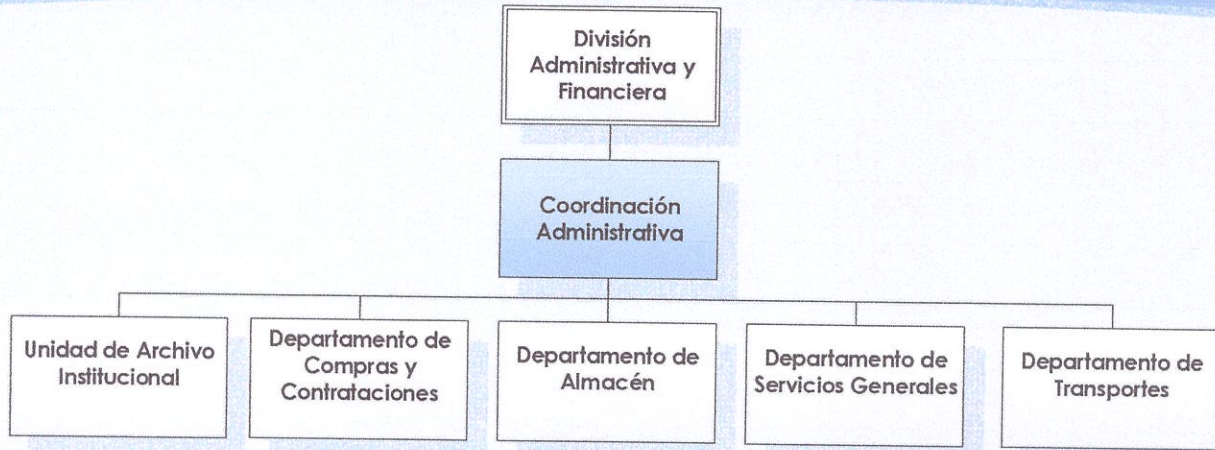 División
Administrativa y
Financiera
Coordinación
Administrativa
Unidad de Archivo
Institucional
Departamento de
Compras y
Contrataciones
Departamento de
Almacén
Departamento de
Servicios Generales
Departamento de
Transportes